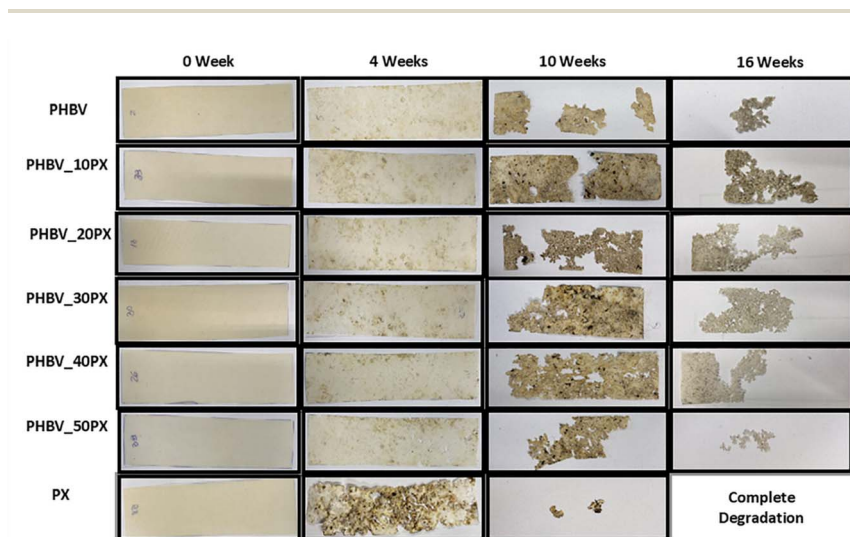 0 Week 4 Weeks 10 Weeks 16 Weeks
PHBV
PHBV_10PX
PHBV_20PX
PHBV_30PX
PHBV_40PX
PHBV_50PX
PX
Complete
Degradation